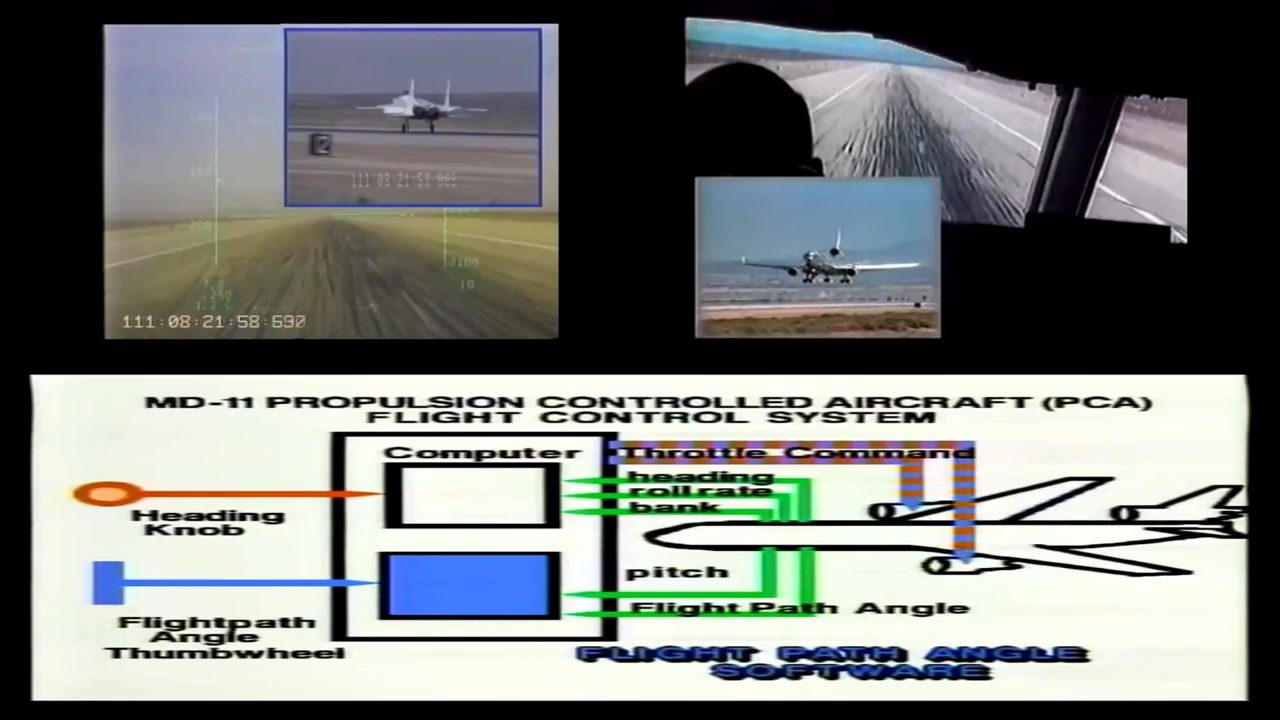 111:08:21:58:590
MD-11 PROPULSION CONTROLLED AIRCRAFT (PCA)
FLIGHT CONTROL SYSTEM
Computer
Throttle Command
heading
roll rate
bank
Heading
Knob
pitch
Flight Path Angle
Flightpath
Angle
Thumbwheel
FLIGHT PATH ANGLE
SOFTWARE